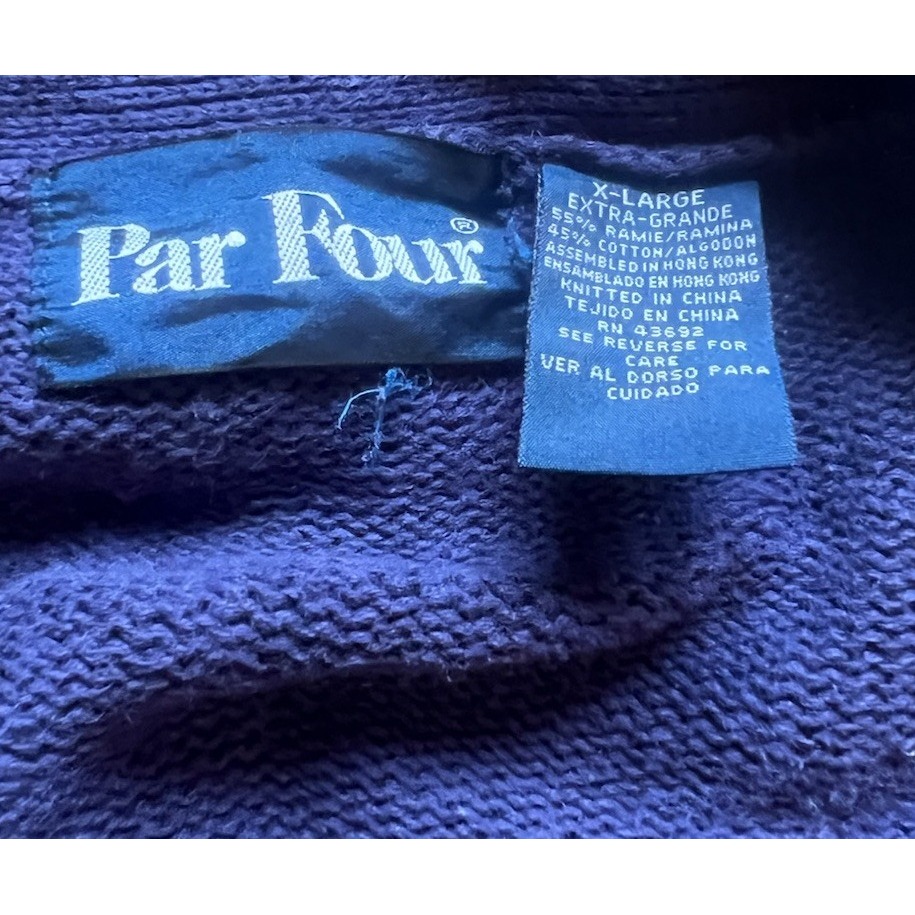 Par Four®
X-LARGE
EXTRA-GRANDE
55% RAMIE/RAMINA
45% COTTON/ALGODON
ASSEMBLED IN HONG KONG
ENSAMBLADO EN HONG KONG
KNITTED IN CHINA
TEJIDO EN CHINA
RN 43692
SEE REVERSE FOR
CARE
VER AL DORSO PARA
CUIDADO